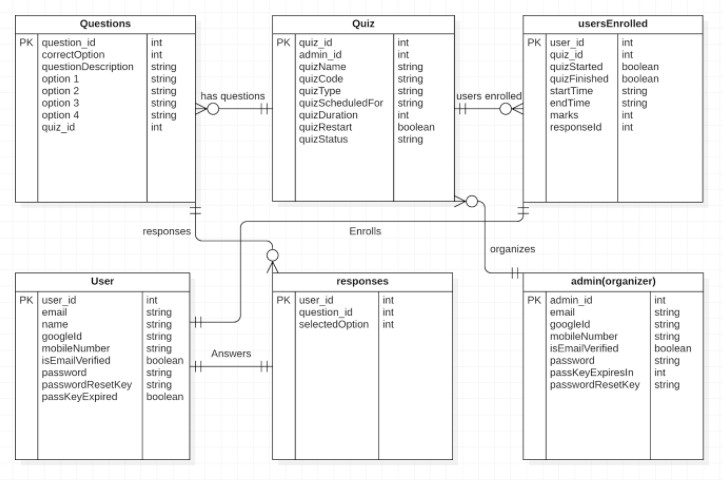 Questions
PK question_id int
correctOption int
questionDescription string
option 1 string
option 2 string
option 3 string
option 4 string
quiz_id int
Quiz
PK quiz_id int
admin_id int
quizName string
quizCode string
quizType string
quizScheduledFor string
quizDuration int
quizRestart boolean
quizStatus string
usersEnrolled
PK user_id int
quiz_id int
quizStarted boolean
quizFinished boolean
startTime string
endTime string
marks int
responseId int
has questions
users enrolled
responses
Enrolls
organizes
User
PK user_id int
email string
name string
googleId string
mobileNumber string
isEmailVerified boolean
password string
passwordResetKey string
passKeyExpired boolean
Answers
responses
PK user_id int
question_id int
selectedOption int
admin(organizer)
PK admin_id int
email string
googleId string
mobileNumber string
isEmailVerified boolean
password string
passKeyExpiresIn int
passwordResetKey string